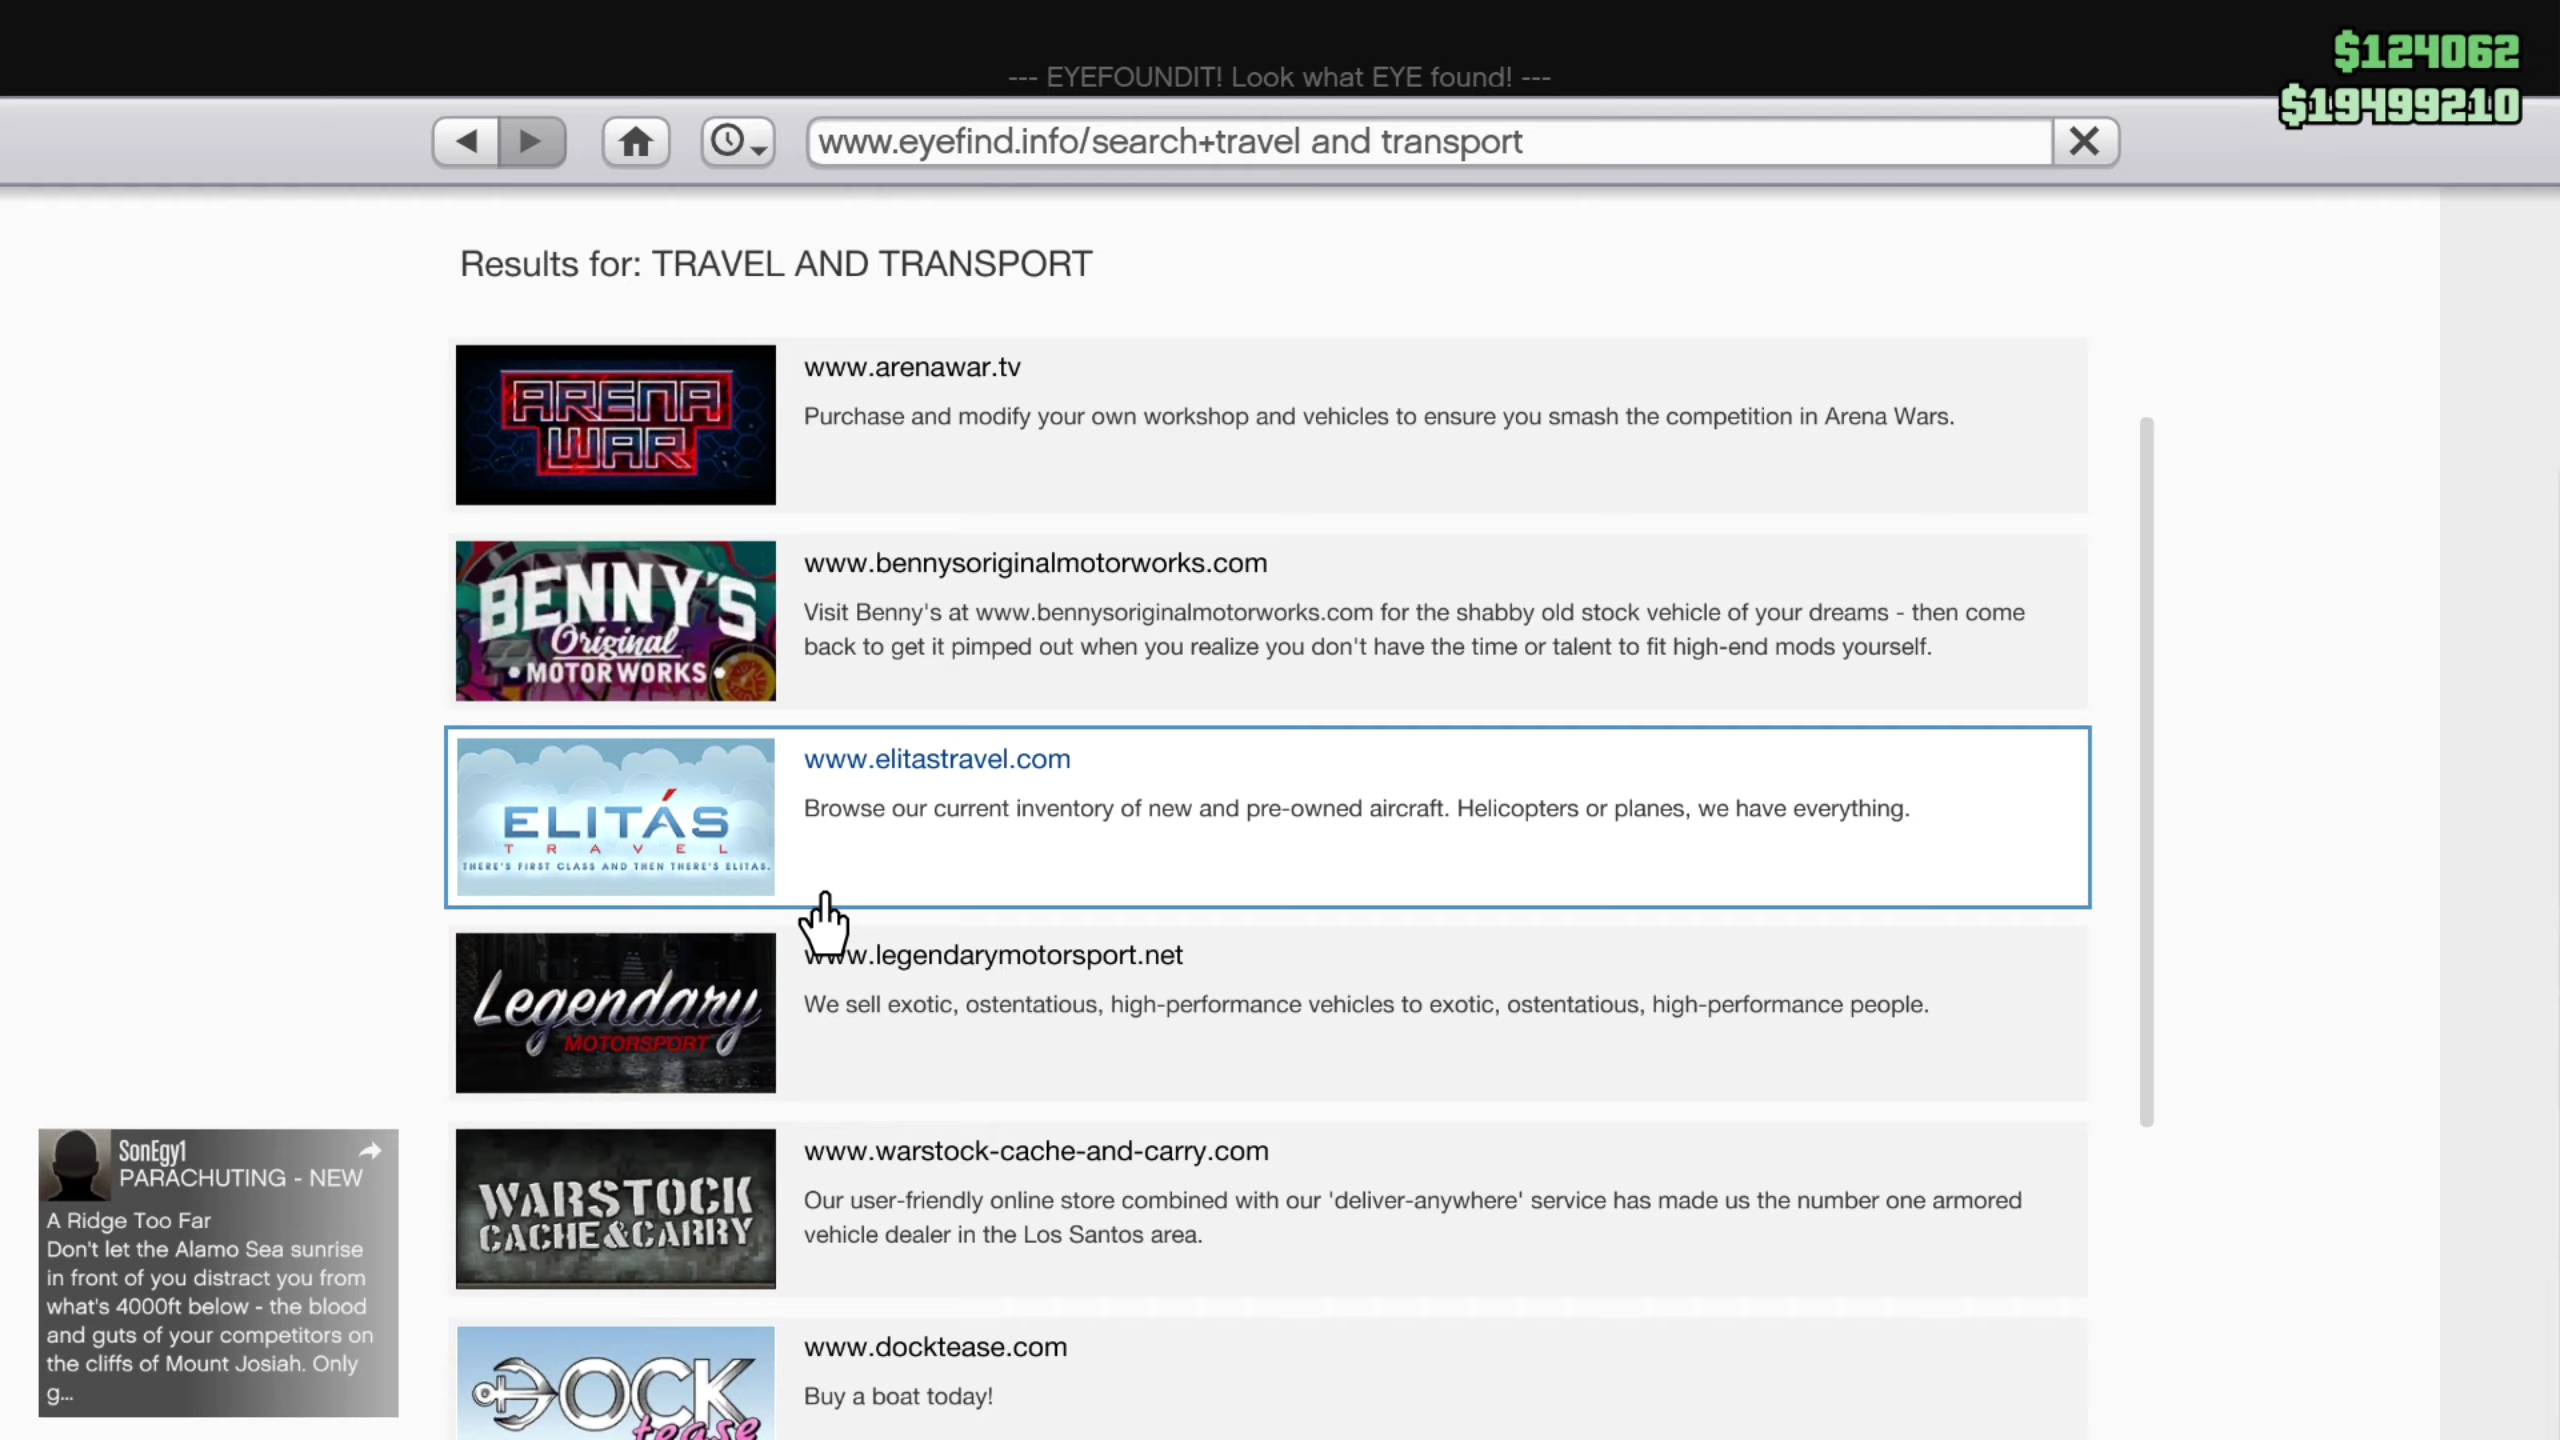 $124062
--- EYEFOUNDIT! Look what EYE found! ---
$19499210
www.eyefind.info/search+travel and transport
Results for: TRAVEL AND TRANSPORT
ARENA
WAR
www.arenawar.tv
Purchase and modify your own workshop and vehicles to ensure you smash the competition in Arena Wars.
BENNY'S
Original
MOTORWORKS
www.bennysoriginalmotorworks.com
Visit Benny's at www.bennysoriginalmotorworks.com for the shabby old stock vehicle of your dreams - then come
back to get it pimped out when you realize you don't have the time or talent to fit high-end mods yourself.
ELITÁS
TRAVEL
THERE'S FIRST CLASS AND THEN THERE'S ELITAS.
www.elitastravel.com
Browse our current inventory of new and pre-owned aircraft. Helicopters or planes, we have everything.
Legendary
MOTORSPORT
www.legendarymotorsport.net
We sell exotic, ostentatious, high-performance vehicles to exotic, ostentatious, high-performance people.
WARSTOCK
CACHE&CARRY
www.warstock-cache-and-carry.com
Our user-friendly online store combined with our 'deliver-anywhere' service has made us the number one armored
vehicle dealer in the Los Santos area.
DOCK
tease
www.docktease.com
Buy a boat today!
SonEgy1
PARACHUTING - NEW
A Ridge Too Far
Don't let the Alamo Sea sunrise
in front of you distract you from
what's 4000ft below - the blood
and guts of your competitors on
the cliffs of Mount Josiah. Only
g...